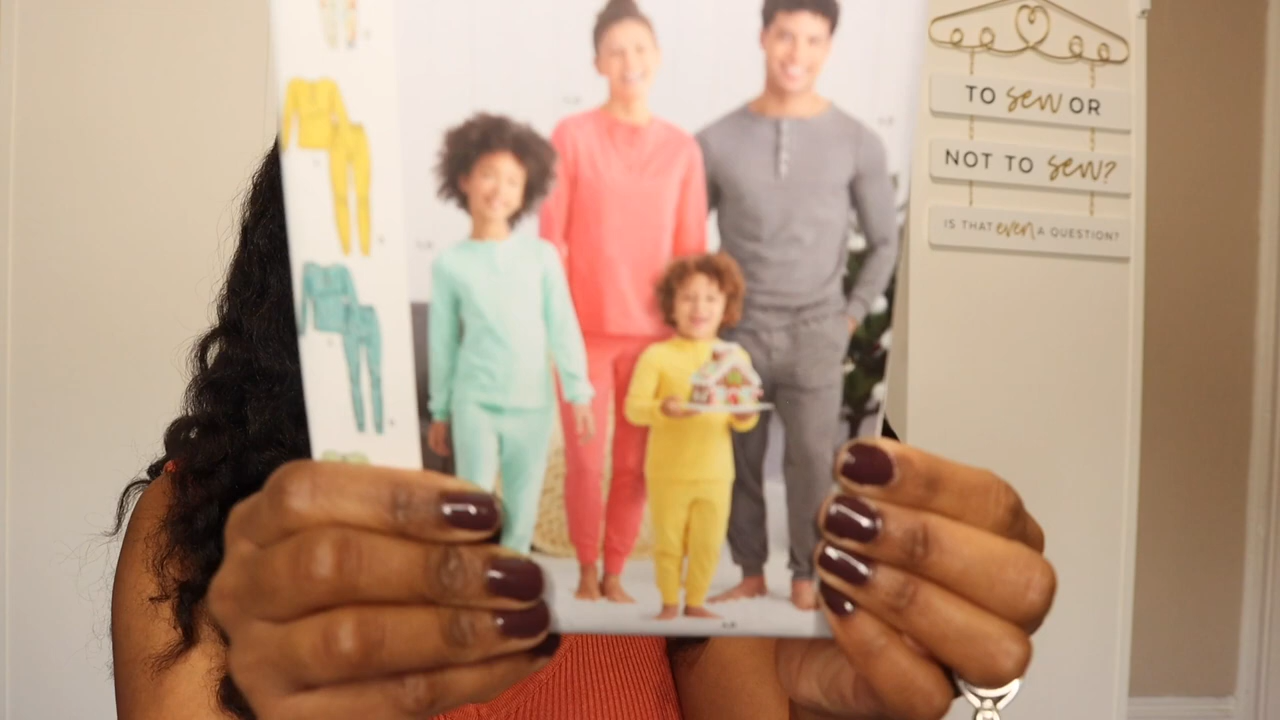 TO sew OR
NOT TO sew?
IS THAT even A QUESTION?